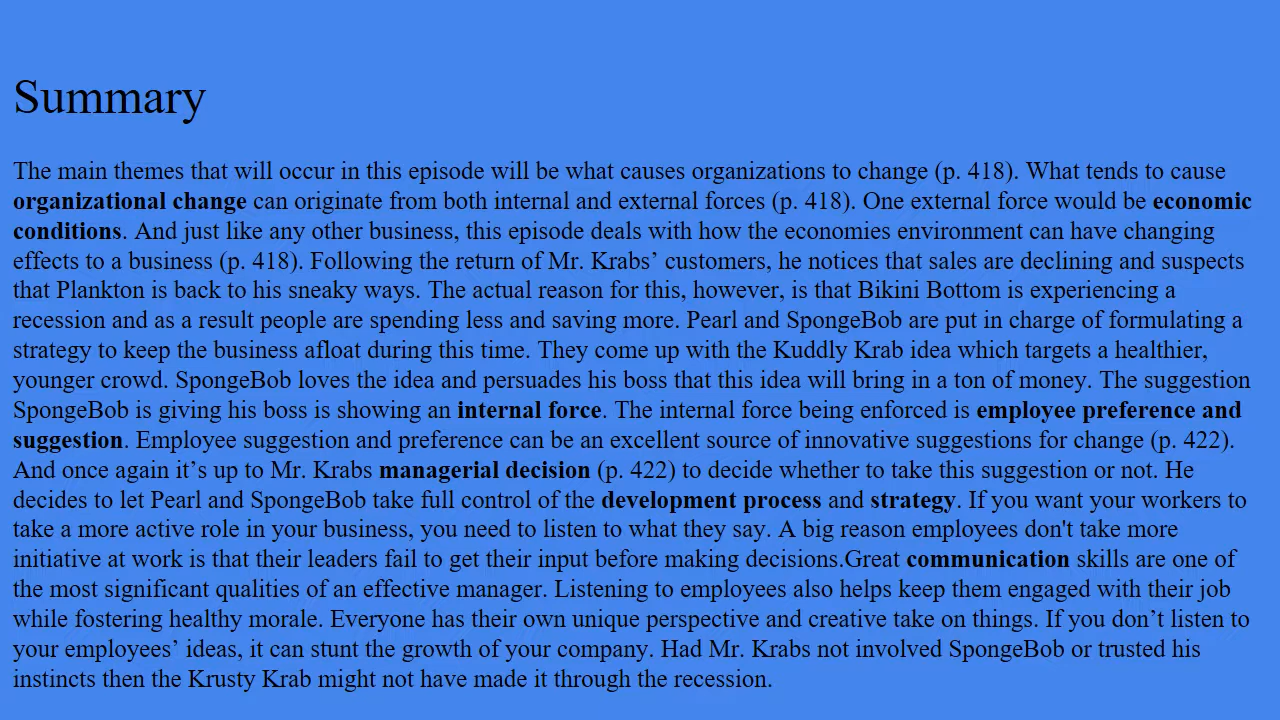 Summary
The main themes that will occur in this episode will be what causes organizations to change (p. 418). What tends to cause
organizational change can originate from both internal and external forces (p. 418). One external force would be economic
conditions. And just like any other business, this episode deals with how the economies environment can have changing
effects to a business (p. 418). Following the return of Mr. Krabs’ customers, he notices that sales are declining and suspects
that Plankton is back to his sneaky ways. The actual reason for this, however, is that Bikini Bottom is experiencing a
recession and as a result people are spending less and saving more. Pearl and SpongeBob are put in charge of formulating a
strategy to keep the business afloat during this time. They come up with the Kuddly Krab idea which targets a healthier,
younger crowd. SpongeBob loves the idea and persuades his boss that this idea will bring in a ton of money. The suggestion
SpongeBob is giving his boss is showing an internal force. The internal force being enforced is employee preference and
suggestion. Employee suggestion and preference can be an excellent source of innovative suggestions for change (p. 422).
And once again it’s up to Mr. Krabs managerial decision (p. 422) to decide whether to take this suggestion or not. He
decides to let Pearl and SpongeBob take full control of the development process and strategy. If you want your workers to
take a more active role in your business, you need to listen to what they say. A big reason employees don't take more
initiative at work is that their leaders fail to get their input before making decisions.Great communication skills are one of
the most significant qualities of an effective manager. Listening to employees also helps keep them engaged with their job
while fostering healthy morale. Everyone has their own unique perspective and creative take on things. If you don’t listen to
your employees’ ideas, it can stunt the growth of your company. Had Mr. Krabs not involved SpongeBob or trusted his
instincts then the Krusty Krab might not have made it through the recession.